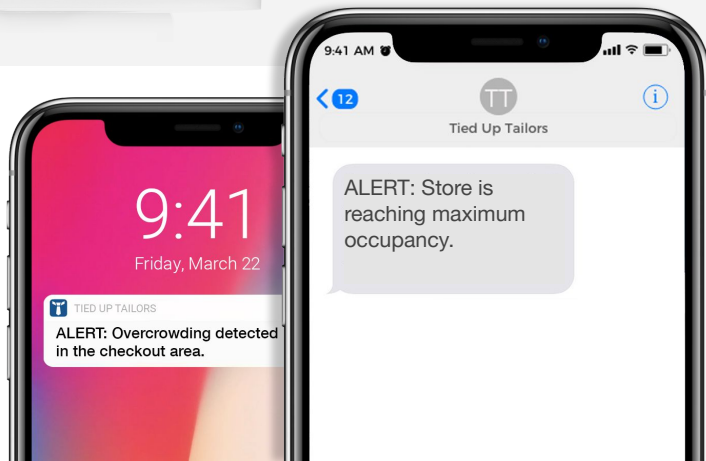 9:41
Friday, March 22
TIED UP TAILORS
ALERT: Overcrowding detected
in the checkout area.
9:41 AM
12
TT
Tied Up Tailors
i
ALERT: Store is
reaching maximum
occupancy.